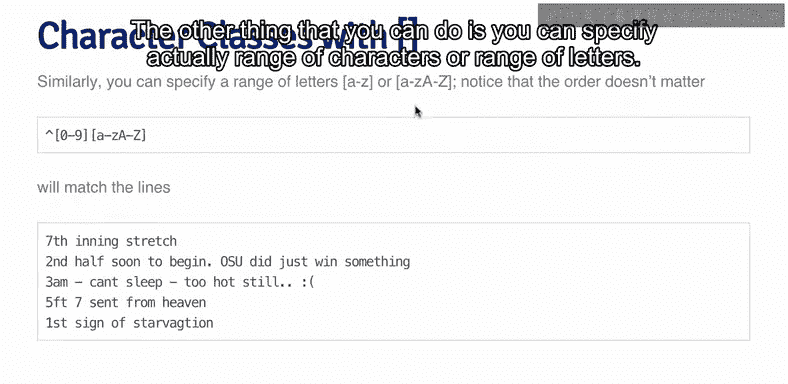 Character Classes with []
The other thing that you can do is you can specify
actually range of characters or range of letters.
Similarly, you can specify a range of letters [a-z] or [a-zA-Z]; notice that the order doesn’t matter
^[0-9][a-zA-Z]
will match the lines
7th inning stretch
2nd half soon to begin. OSU did just win something
3am - cant sleep - too hot still.. :(
5ft 7 sent from heaven
1st sign of starvagtion